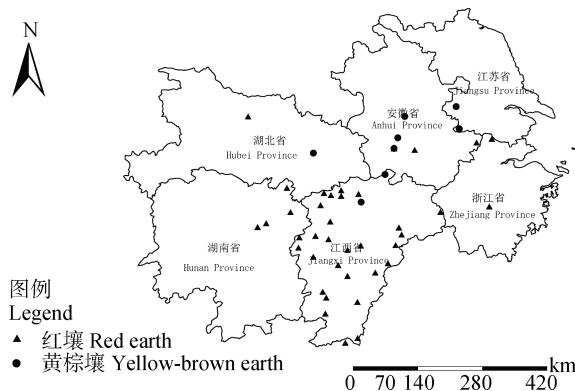 N
江苏省
Jiangsu Province
安徽省
Anhui Province
湖北省
Hubei Province
浙江省
Zhejiang Province
湖南省
Hunan Province
江西省
Jiangxi Province
图例
Legend
红壤 Red earth
黄棕壤 Yellow-brown earth
km
0 70 140 280 420